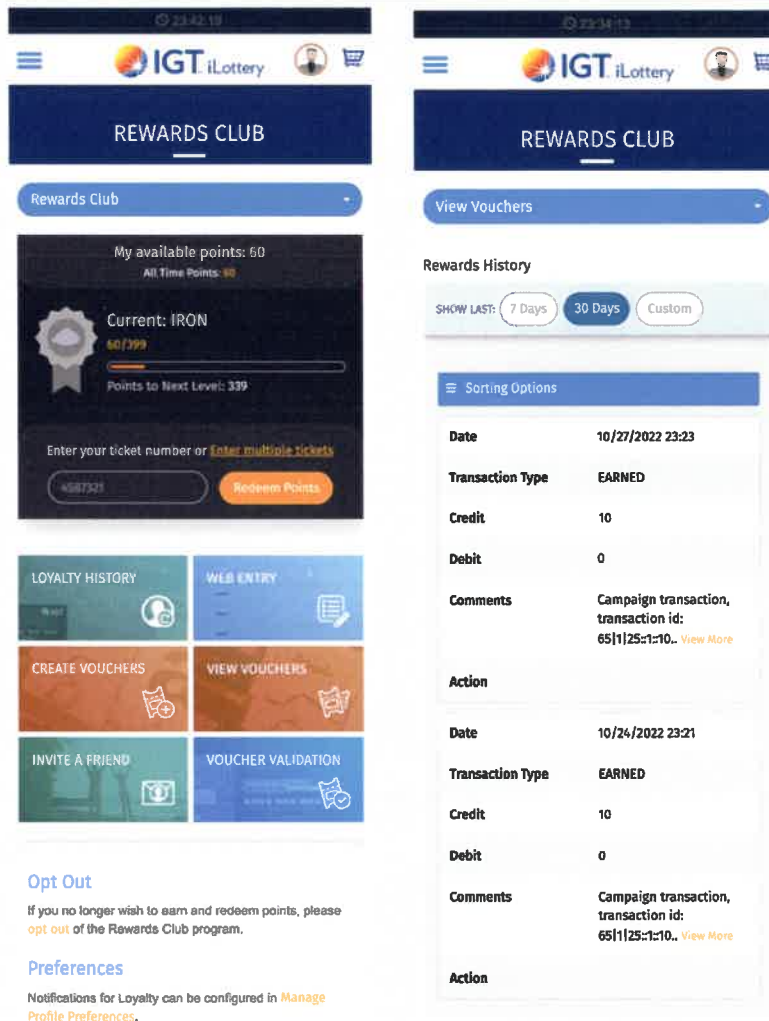 23:42:19
IGT iLottery
REWARDS CLUB
Rewards Club
My available points: 60
All Time Points: 60
Current: IRON
60/399
Points to Next Level: 339
Enter your ticket number or Enter multiple tickets
4587321
Redeem Points
LOYALTY HISTORY
WEB ENTRY
CREATE VOUCHERS
VIEW VOUCHERS
INVITE A FRIEND
VOUCHER VALIDATION
Opt Out
If you no longer wish to earn and redeem points, please
opt out of the Rewards Club program.
Preferences
Notifications for Loyalty can be configured in Manage
Profile Preferences.
23:34:13
IGT iLottery
REWARDS CLUB
View Vouchers
Rewards History
SHOW LAST: 7 Days 30 Days Custom
Sorting Options
Date 10/27/2022 23:23
Transaction Type EARNED
Credit 10
Debit 0
Comments Campaign transaction,
transaction id:
65|1|25::1::10.. View More
Action
Date 10/24/2022 23:21
Transaction Type EARNED
Credit 10
Debit 0
Comments Campaign transaction,
transaction id:
65|1|25::1::10.. View More
Action